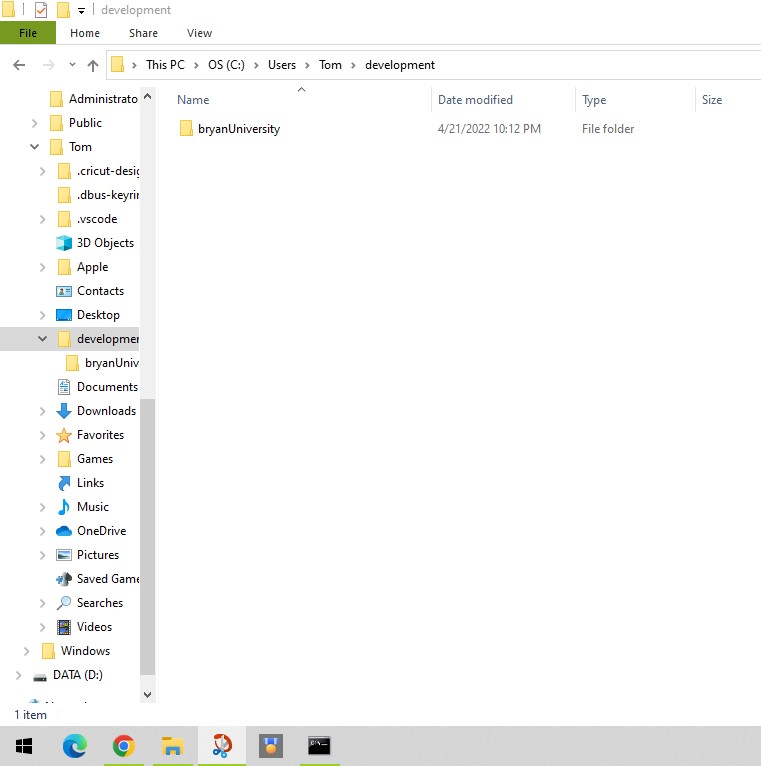 development
File Home Share View
This PC OS (C:) Users Tom development
Name Date modified Type Size
bryanUniversity 4/21/2022 10:12 PM File folder
Administrato
Public
Tom
.cricut-desig
.dbus-keyrin
.vscode
3D Objects
Apple
Contacts
Desktop
developmen
bryanUniv
Documents
Downloads
Favorites
Games
Links
Music
OneDrive
Pictures
Saved Game
Searches
Videos
Windows
DATA (D:)
1 item